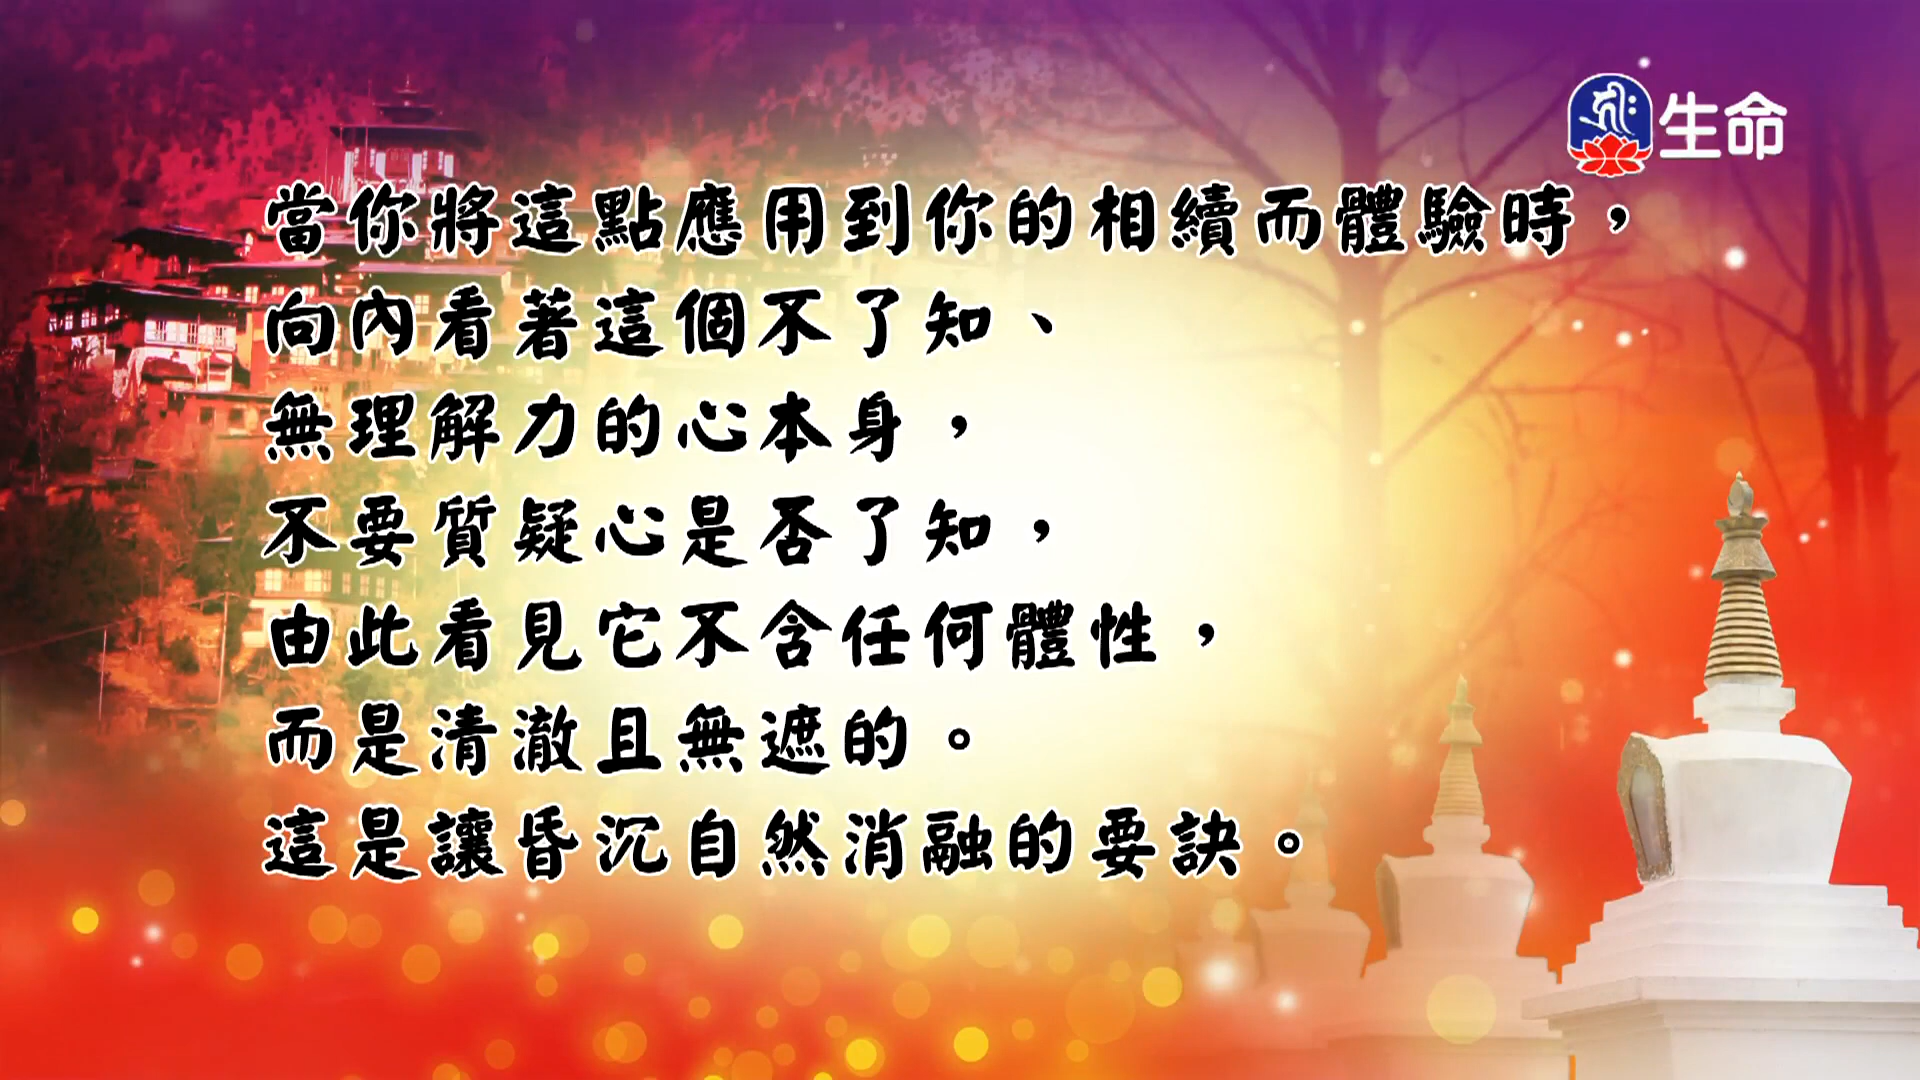 生命
當你將這點應用到你的相續而體驗時，
向內看著這個不了知、
無理解力的心本身，
不要質疑心是否了知，
由此看見它不含任何體性，
而是清澈且無遮的。
這是讓昏沉自然消融的要訣。